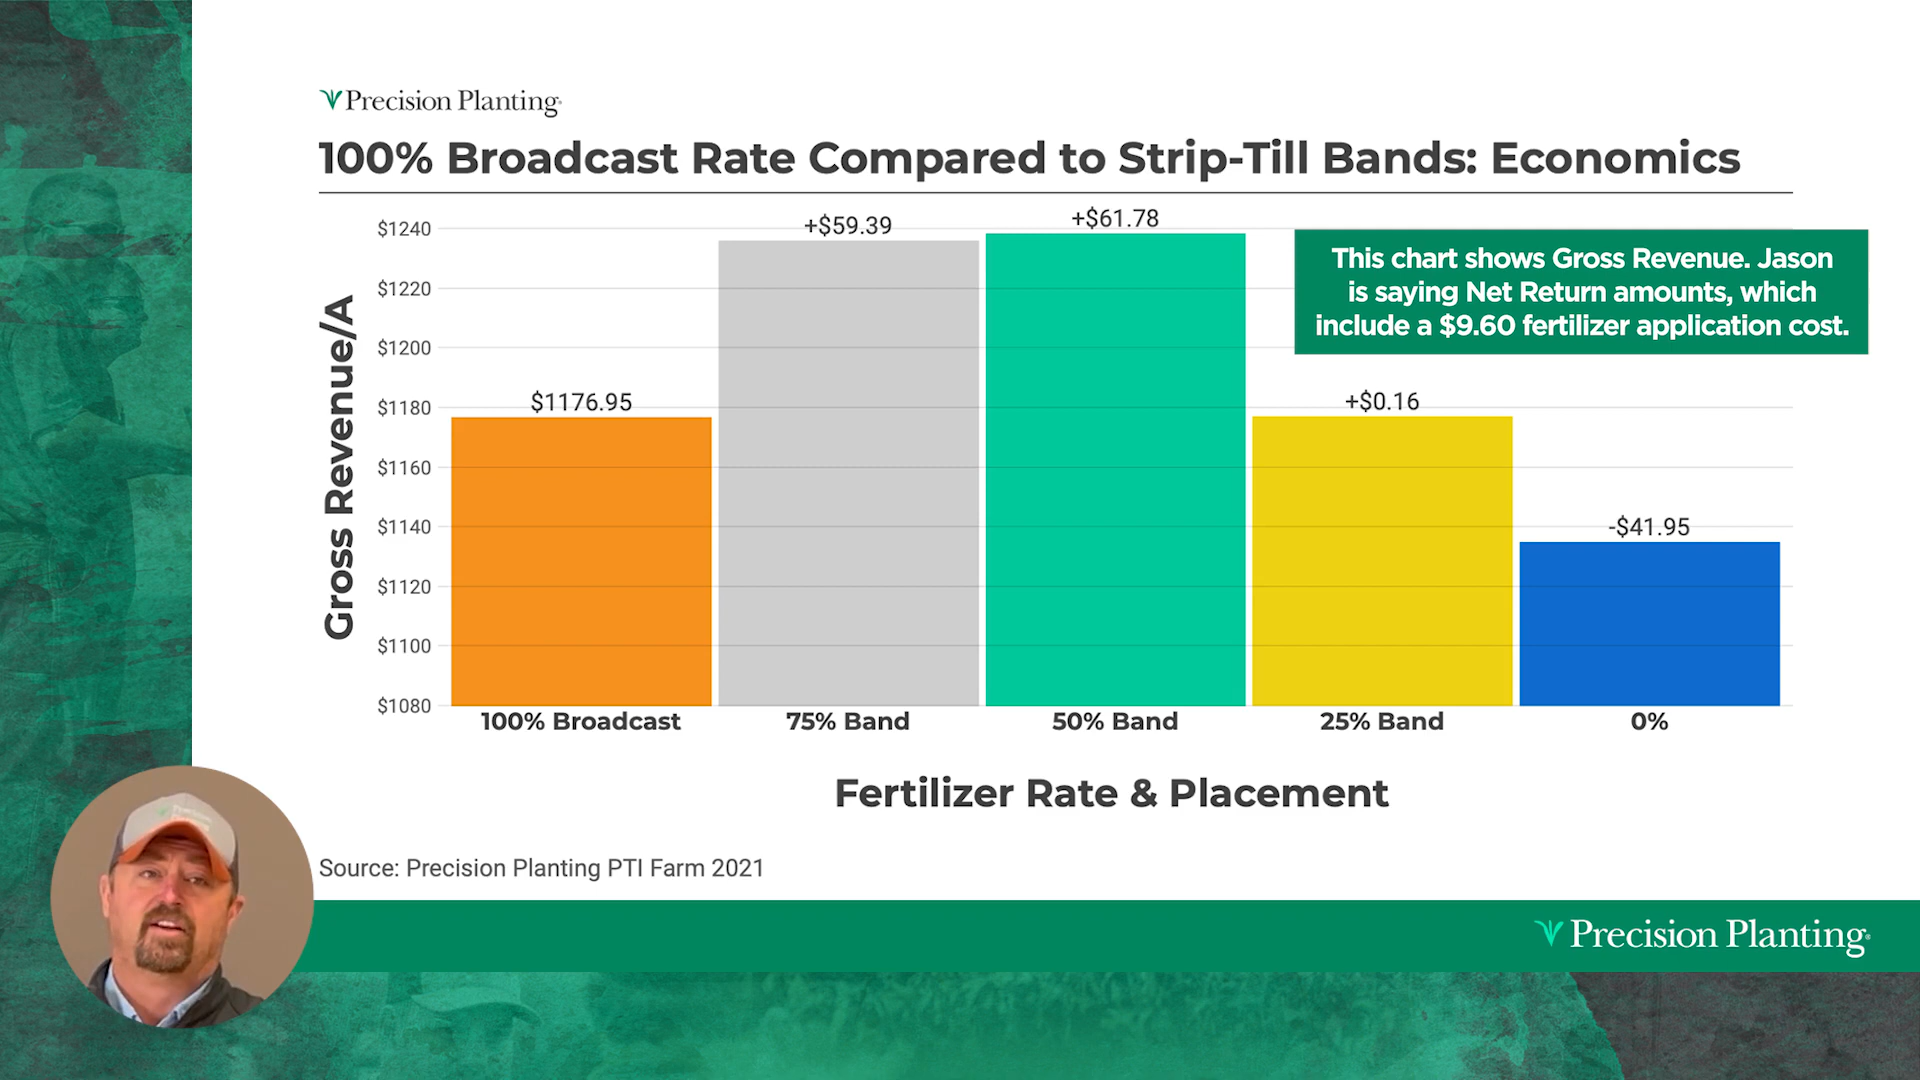 Precision Planting
100% Broadcast Rate Compared to Strip-Till Bands: Economics
Gross Revenue/A
$1240
$1220
$1200
$1180
$1160
$1140
$1120
$1100
$1080
$1176.95
+$59.39
+$61.78
+$0.16
-$41.95
This chart shows Gross Revenue. Jason
is saying Net Return amounts, which
include a $9.60 fertilizer application cost.
100% Broadcast
75% Band
50% Band
25% Band
0%
Fertilizer Rate & Placement
Source: Precision Planting PTI Farm 2021
Precision Planting